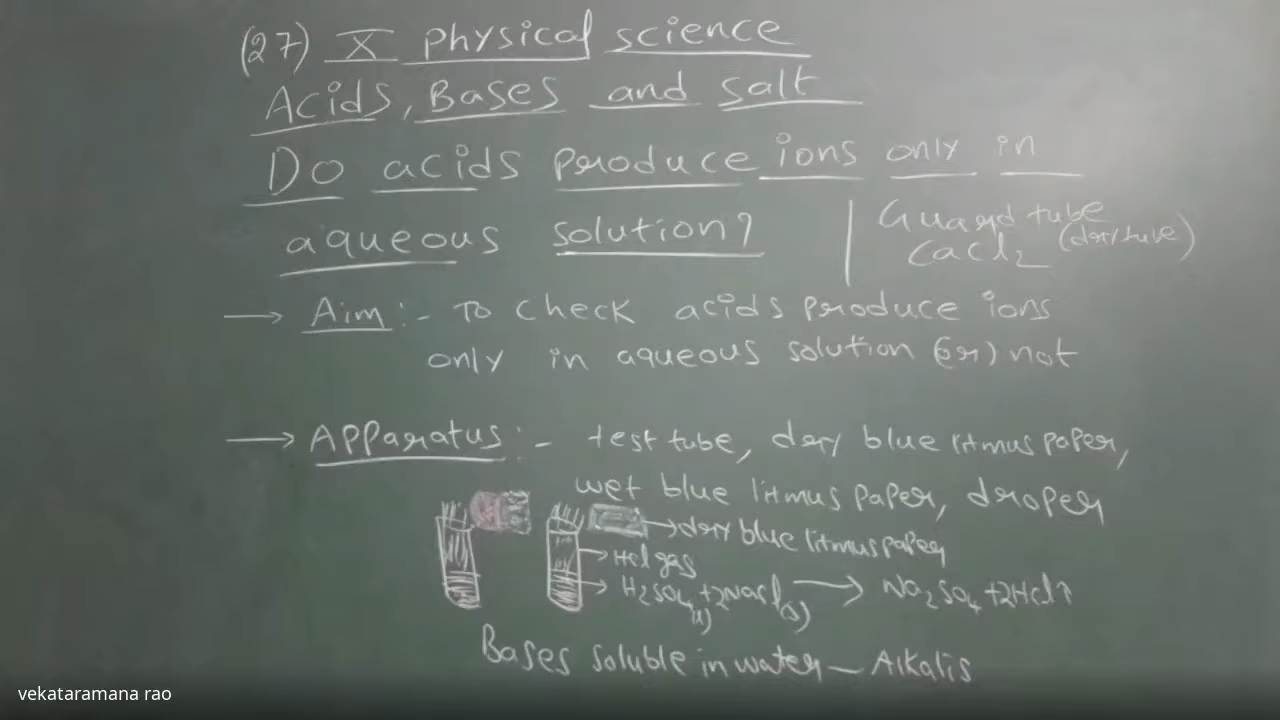 (27) X physical science
Acids, Bases and salt
Do acids produce ions only in
aqueous solution?
Guard tube
(dry tube)
CaCl2
→ Aim :- To check acids produce ions
only in aqueous solution (or) not
→ Apparatus :- test tube, dry blue litmus paper,
wet blue litmus paper, droper
→ dry blue litmus paper
→ Hcl gas
→ H2SO4(l) + 2NaCl(s) → Na2SO4 + 2HCl↑
Bases soluble in water – Alkalis
vekataramana rao